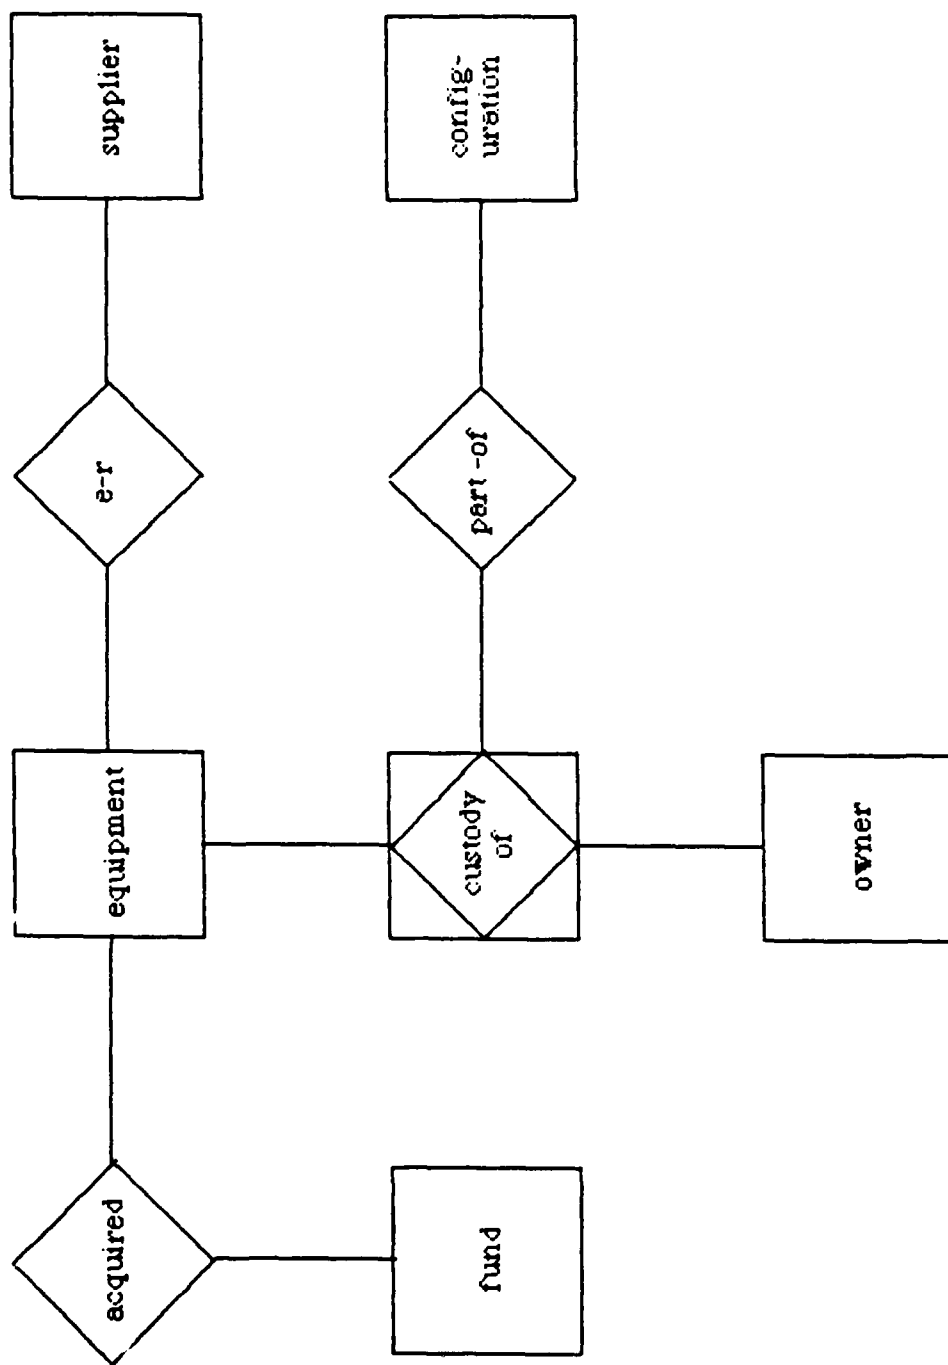 acquired
equipment
e-r
supplier
fund
custody
of
part-of
config-
uration
owner